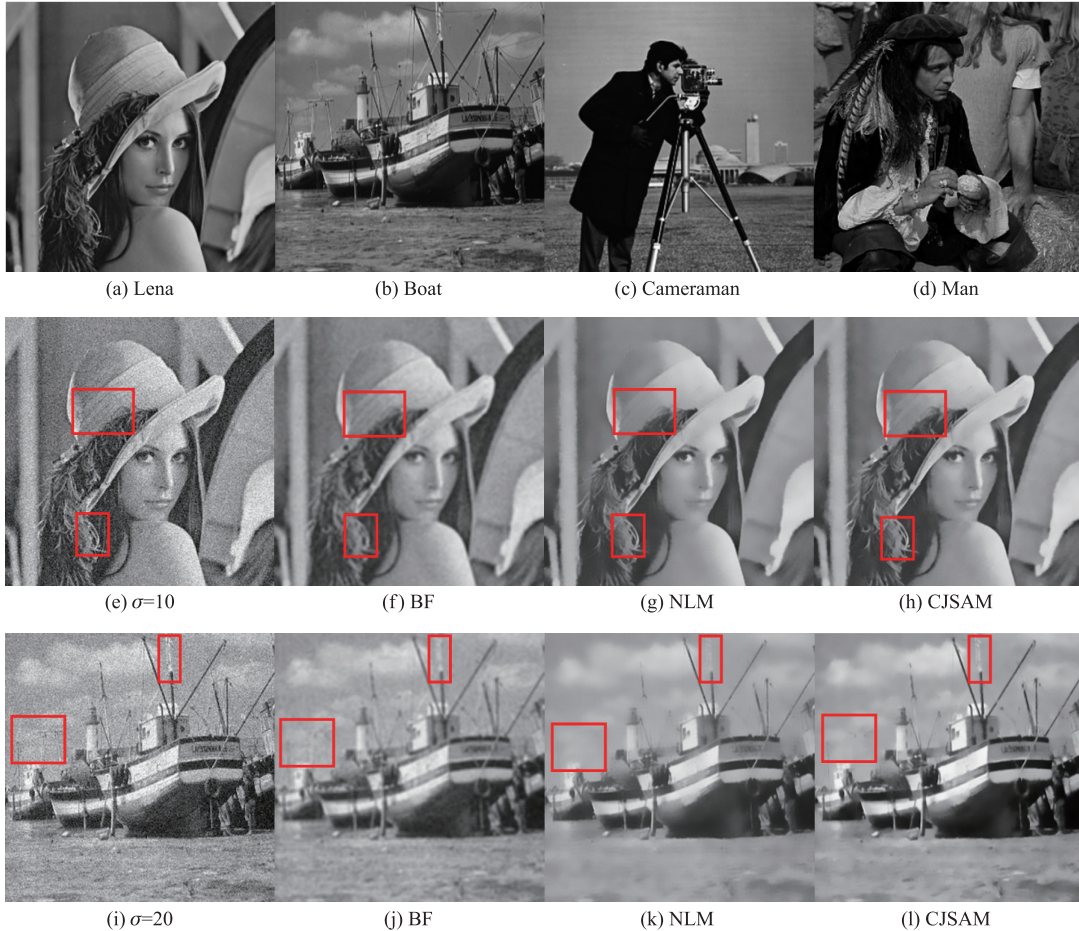 (a) Lena
(b) Boat
(c) Cameraman
(d) Man
(e) σ=10
(f) BF
(g) NLM
(h) CJSAM
(i) σ=20
(j) BF
(k) NLM
(l) CJSAM